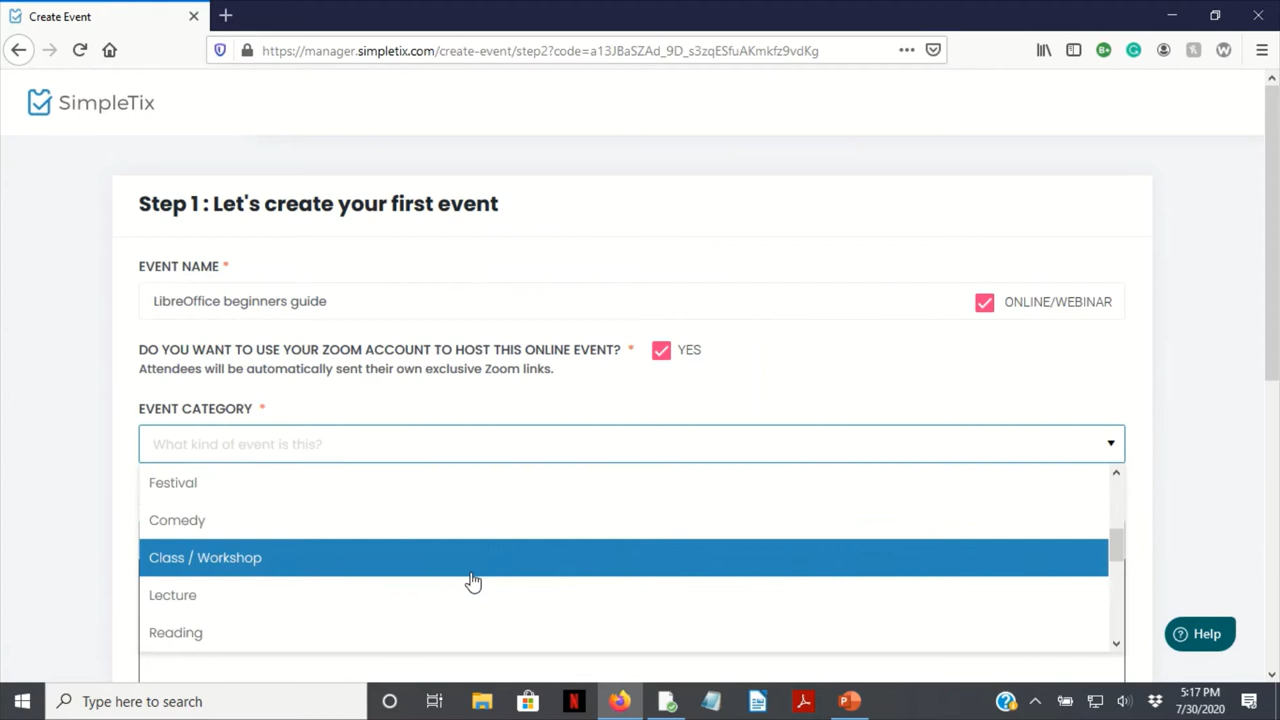 Create Event
https://manager.simpletix.com/create-event/step2?code=a13JBaSZAd_9D_s3zqESfuAKmkfz9vdKg
SimpleTix
Step 1 : Let's create your first event
EVENT NAME *
LibreOffice beginners guide
ONLINE/WEBINAR
DO YOU WANT TO USE YOUR ZOOM ACCOUNT TO HOST THIS ONLINE EVENT? * YES
Attendees will be automatically sent their own exclusive Zoom links.
EVENT CATEGORY *
What kind of event is this?
Festival
Comedy
Class / Workshop
Lecture
Reading
Help
Type here to search
5:17 PM
7/30/2020